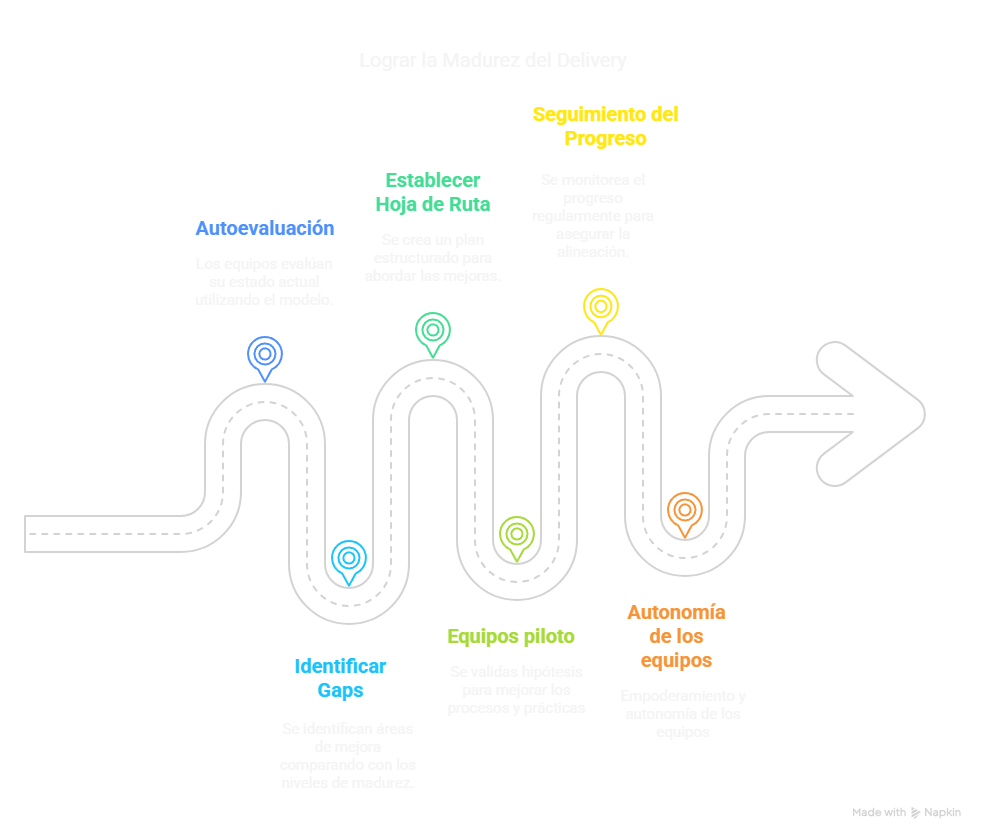 Lograr la Madurez del Delivery
Autoevaluación
Los equipos evalúan
su estado actual
utilizando el modelo.
Identificar
Gaps
Se identifican áreas
de mejora
comparando con los
niveles de madurez.
Establecer
Hoja de Ruta
Se crea un plan
estructurado para
abordar las mejoras.
Equipos piloto
Se validas hipótesis
para mejorar los
procesos y prácticas
Seguimiento del
Progreso
Se monitorea el
progreso
regularmente para
asegurar la
alineación.
Autonomía
de los
equipos
Empoderamiento y
autonomía de los
equipos
Made with Napkin